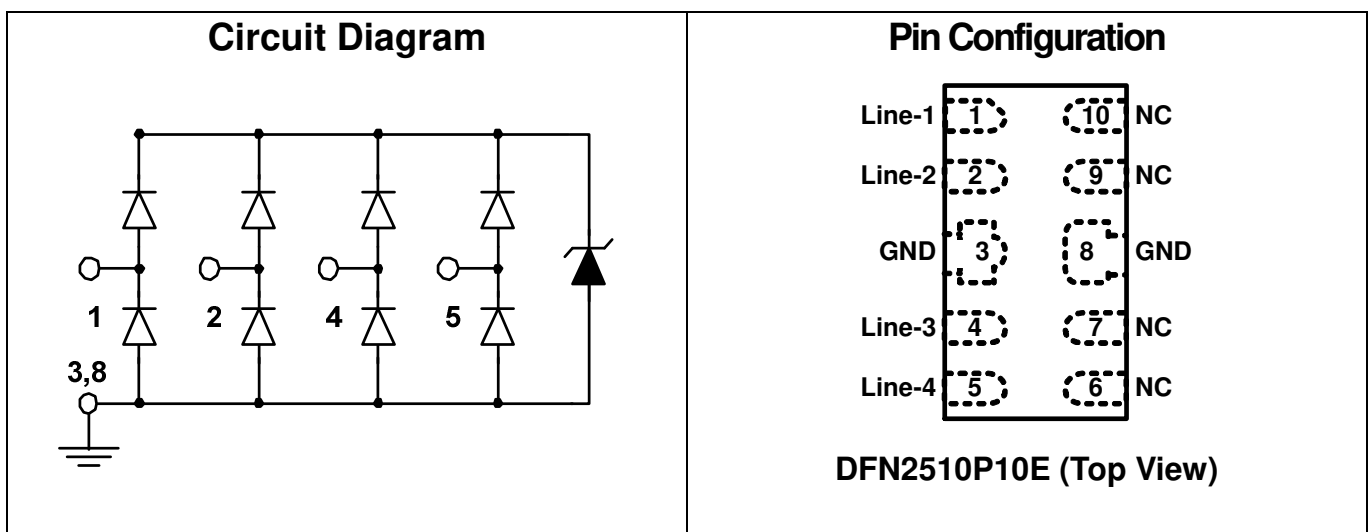 Circuit Diagram
1 2 4 5
3,8
Pin Configuration
Line-1 1 10 NC
Line-2 2 9 NC
GND 3 8 GND
Line-3 4 7 NC
Line-4 5 6 NC
DFN2510P10E (Top View)